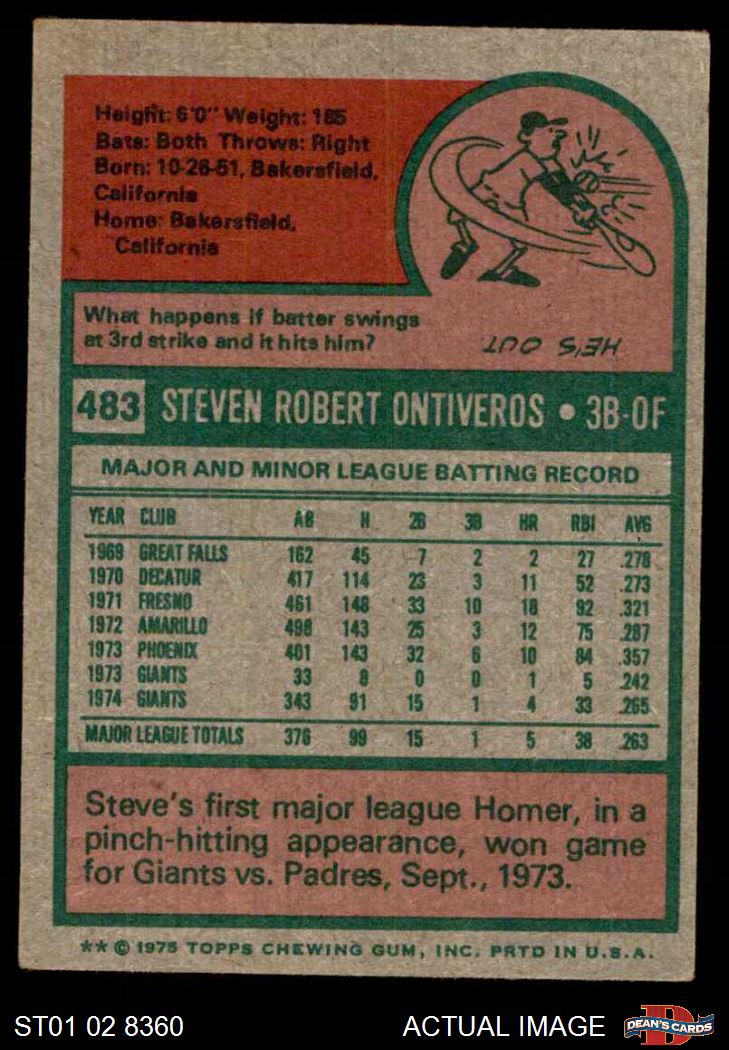 Height: 6'0" Weight: 185
Bats: Both Throws: Right
Born: 10-26-51, Bakersfield,
California
Home: Bakersfield,
California
What happens if batter swings
at 3rd strike and it hits him?
HE'S OUT
483 STEVEN ROBERT ONTIVEROS • 3B-OF
MAJOR AND MINOR LEAGUE BATTING RECORD
YEAR CLUB AB H 2B 3B HR RBI AVG
1969 GREAT FALLS 162 45 7 2 2 27 .278
1970 DECATUR 417 114 23 3 11 52 .273
1971 FRESNO 461 148 33 10 18 92 .321
1972 AMARILLO 498 143 25 3 12 75 .287
1973 PHOENIX 401 143 32 6 10 84 .357
1973 GIANTS 33 8 0 0 1 5 .242
1974 GIANTS 343 91 15 1 4 33 .265
MAJOR LEAGUE TOTALS 376 99 15 1 5 38 .263
Steve's first major league Homer, in a
pinch-hitting appearance, won game
for Giants vs. Padres, Sept., 1973.
** © 1975 TOPPS CHEWING GUM, INC. PRTD IN U.S.A.
ST01 02 8360 ACTUAL IMAGE D DEAN'S CARDS